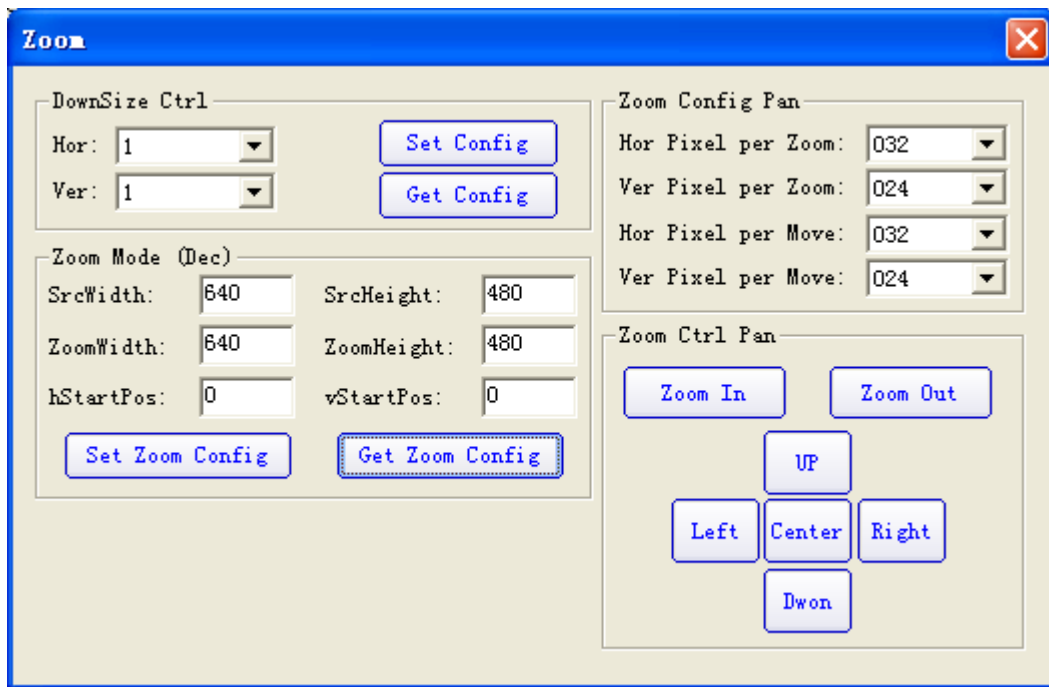 Zoom
DownSize Ctrl
Hor: 1
Set Config
Ver: 1
Get Config
Zoom Mode (Dec)
SrcWidth: 640 SrcHeight: 480
ZoomWidth: 640 ZoomHeight: 480
hStartPos: 0 vStartPos: 0
Set Zoom Config Get Zoom Config
Zoom Config Pan
Hor Pixel per Zoom: 032
Ver Pixel per Zoom: 024
Hor Pixel per Move: 032
Ver Pixel per Move: 024
Zoom Ctrl Pan
Zoom In Zoom Out
UP
Left Center Right
Dwon